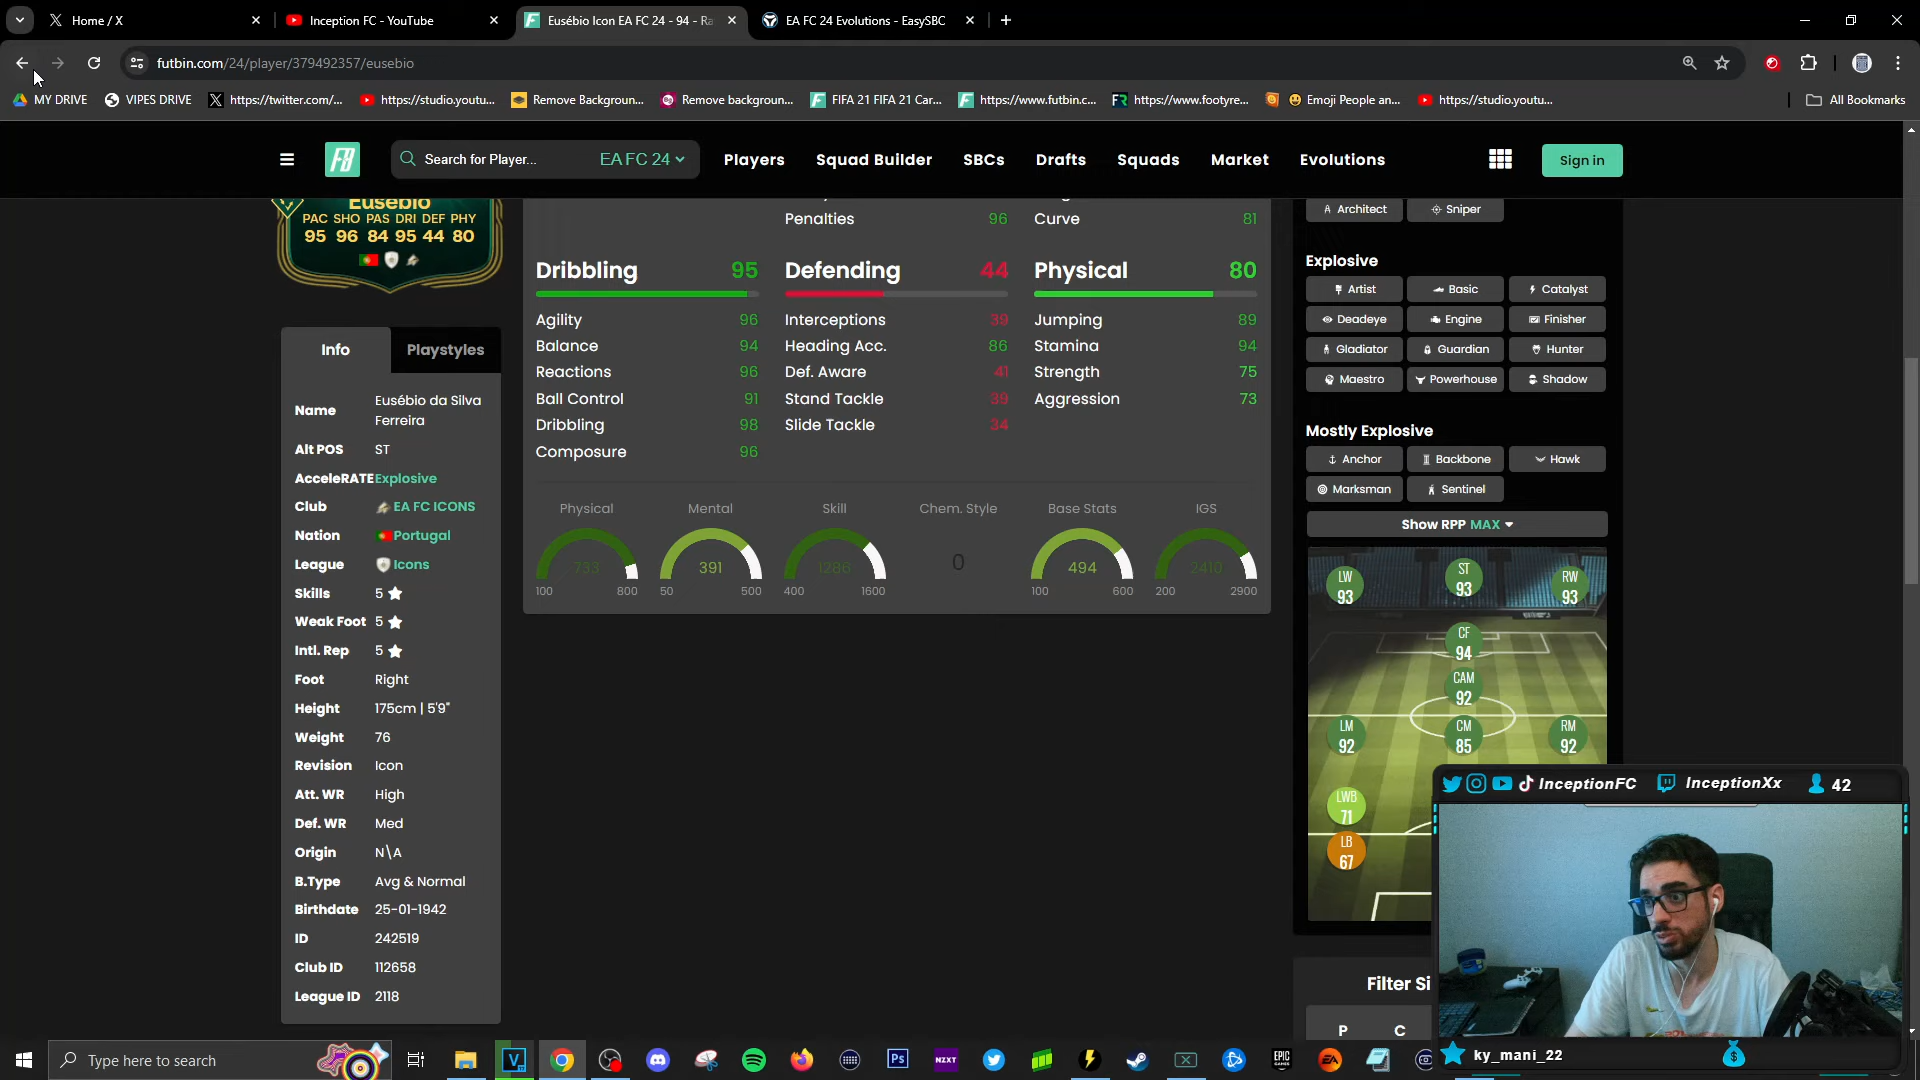 Home / X
Inception FC - YouTube
Eusébio Icon EA FC 24 - 94 - Ra
EA FC 24 Evolutions - EasySBC
futbin.com/24/player/379492357/eusebio
MY DRIVE
VIPES DRIVE
https://twitter.com/...
https://studio.youtu...
Remove Backgroun...
Remove backgroun...
FIFA 21 FIFA 21 Car...
https://www.futbin.c...
https://www.footyre...
Emoji People an...
https://studio.youtu...
All Bookmarks
Search for Player...
EA FC 24
Players
Squad Builder
SBCs
Drafts
Squads
Market
Evolutions
Sign in
Eusébio
PAC SHO PAS DRI DEF PHY
95 96 84 95 44 80
Info
Playstyles
Name Eusébio da Silva
Ferreira
Alt POS ST
AcceleRATE Explosive
Club EA FC ICONS
Nation Portugal
League Icons
Skills 5
Weak Foot 5
Intl. Rep 5
Foot Right
Height 175cm | 5'9"
Weight 76
Revision Icon
Att. WR High
Def. WR Med
Origin N\A
B.Type Avg & Normal
Birthdate 25-01-1942
ID 242519
Club ID 112658
League ID 2118
Penalties 96
Curve 81
Dribbling 95
Agility 96
Balance 94
Reactions 96
Ball Control 91
Dribbling 98
Composure 96
Defending 44
Interceptions 39
Heading Acc. 86
Def. Aware 41
Stand Tackle 39
Slide Tackle 34
Physical 80
Jumping 89
Stamina 94
Strength 75
Aggression 73
Physical
733
100 800
Mental
391
50 500
Skill
1286
400 1600
Chem. Style
0
Base Stats
494
100 600
IGS
2410
200 2900
Architect
Sniper
Explosive
Artist
Basic
Catalyst
Deadeye
Engine
Finisher
Gladiator
Guardian
Hunter
Maestro
Powerhouse
Shadow
Mostly Explosive
Anchor
Backbone
Hawk
Marksman
Sentinel
Show RPP MAX
LW
93
ST
93
RW
93
CF
94
CAM
92
LM
92
CM
85
RM
92
LWB
71
LB
67
Filter Si
P
C
InceptionFC
InceptionXx
42
ky_mani_22
Type here to search